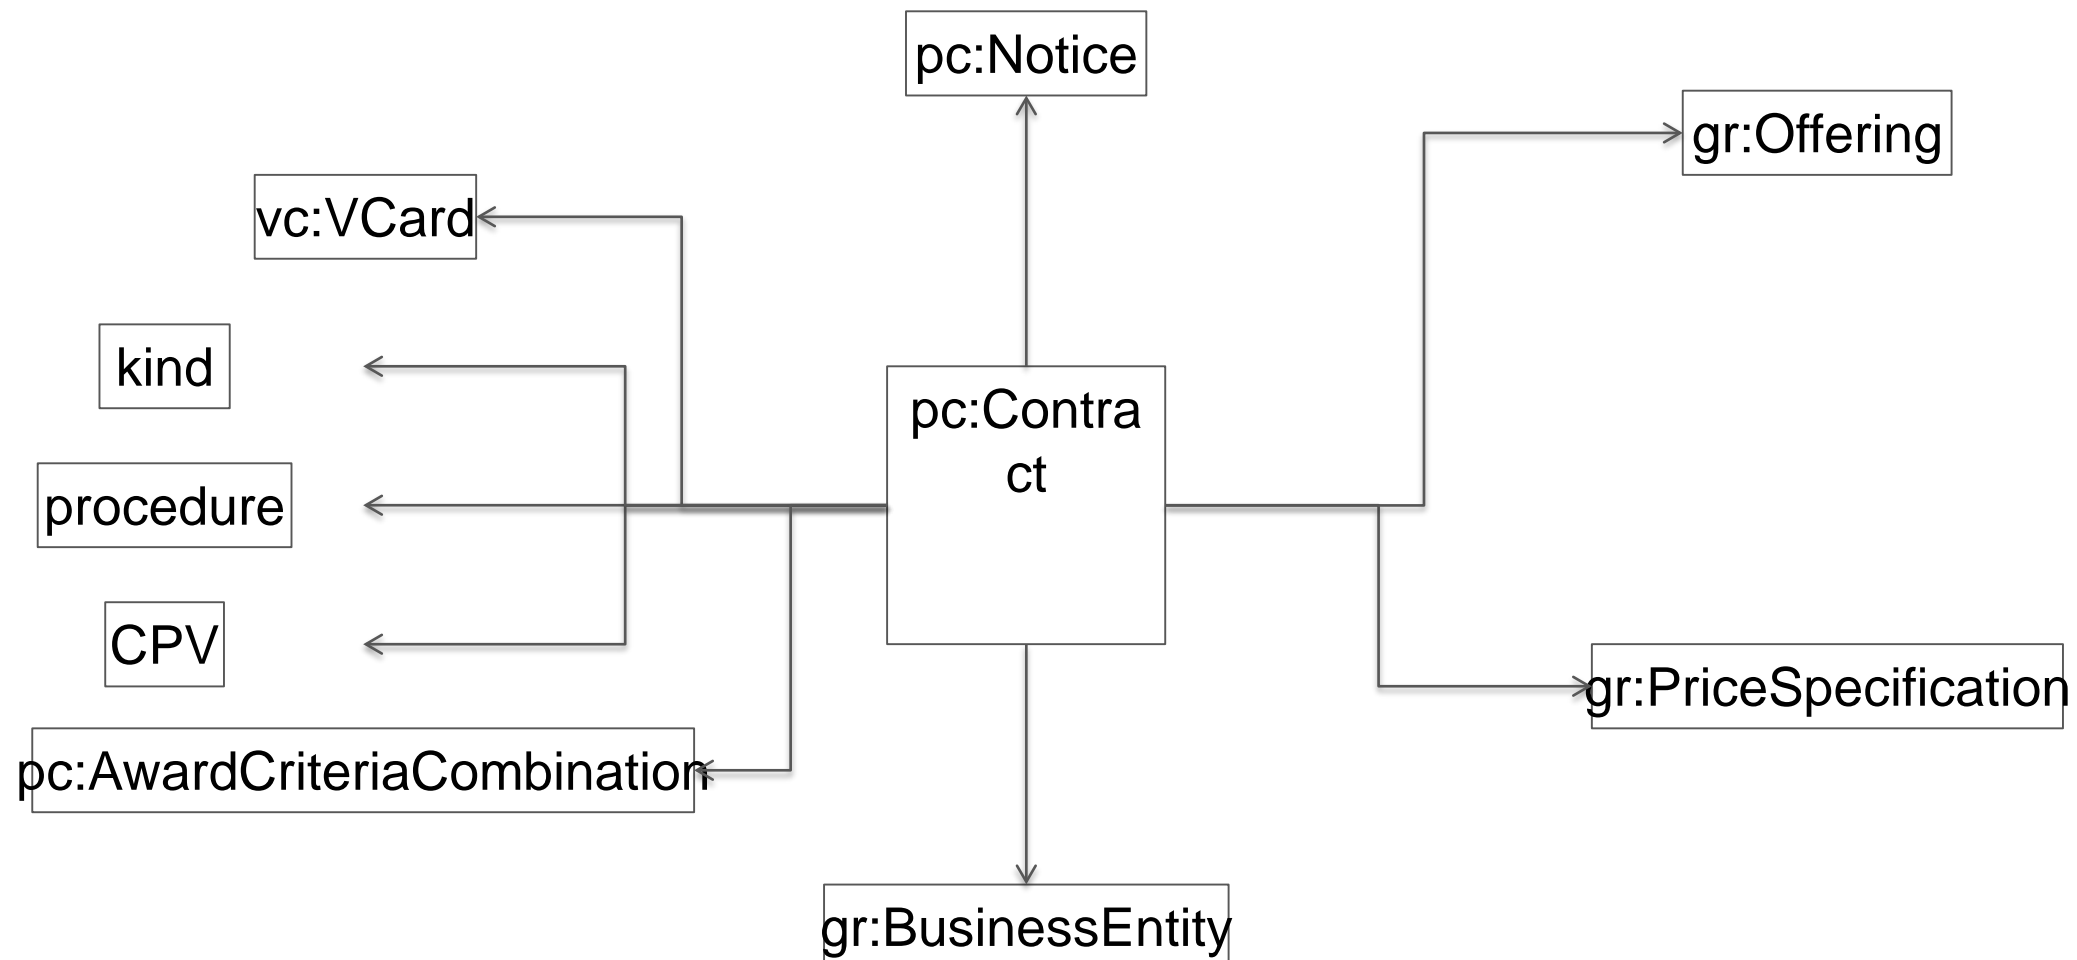 pc:Notice
gr:Offering
vc:VCard
kind
pc:Contra
ct
procedure
CPV
gr:PriceSpecification
pc:AwardCriteriaCombination
gr:BusinessEntity